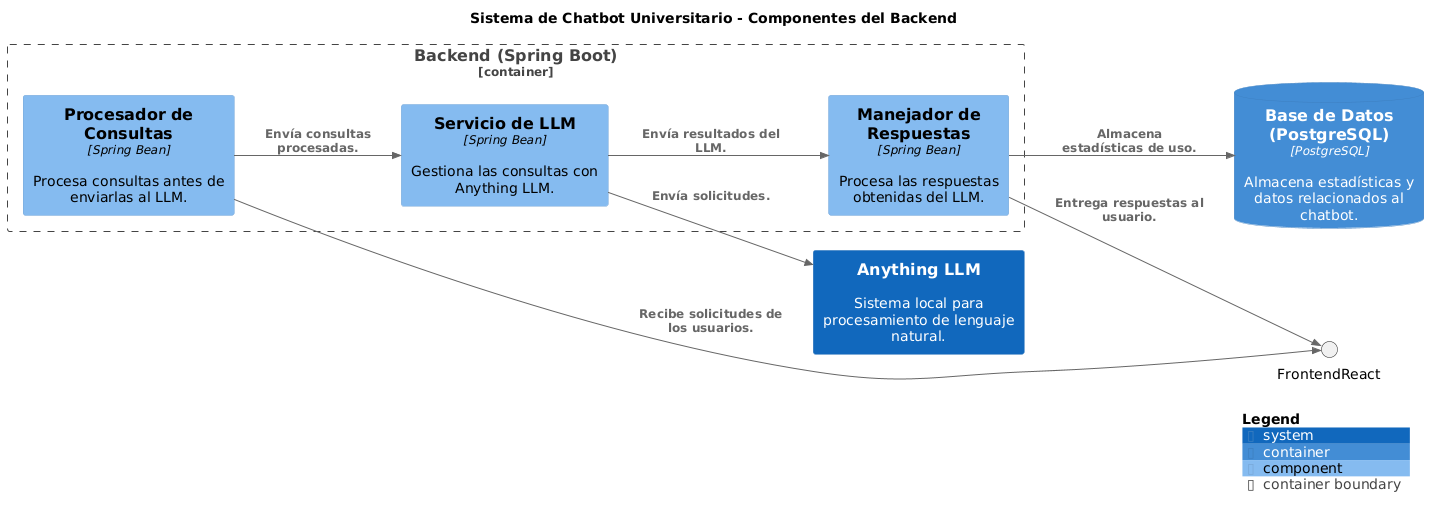 Sistema de Chatbot Universitario - Componentes del Backend
Backend (Spring Boot)
[container]
Procesador de
Consultas
[Spring Bean]
Procesa consultas antes de
enviarlas al LLM.
Envía consultas
procesadas.
Servicio de LLM
[Spring Bean]
Gestiona las consultas con
Anything LLM.
Envía resultados del
LLM.
Envía solicitudes.
Manejador de
Respuestas
[Spring Bean]
Procesa las respuestas
obtenidas del LLM.
Almacena
estadísticas de uso.
Entrega respuestas al
usuario.
Base de Datos
(PostgreSQL)
[PostgreSQL]
Almacena estadísticas y
datos relacionados al
chatbot.
Anything LLM
Sistema local para
procesamiento de lenguaje
natural.
Recibe solicitudes de
los usuarios.
FrontendReact
Legend
system
container
component
container boundary